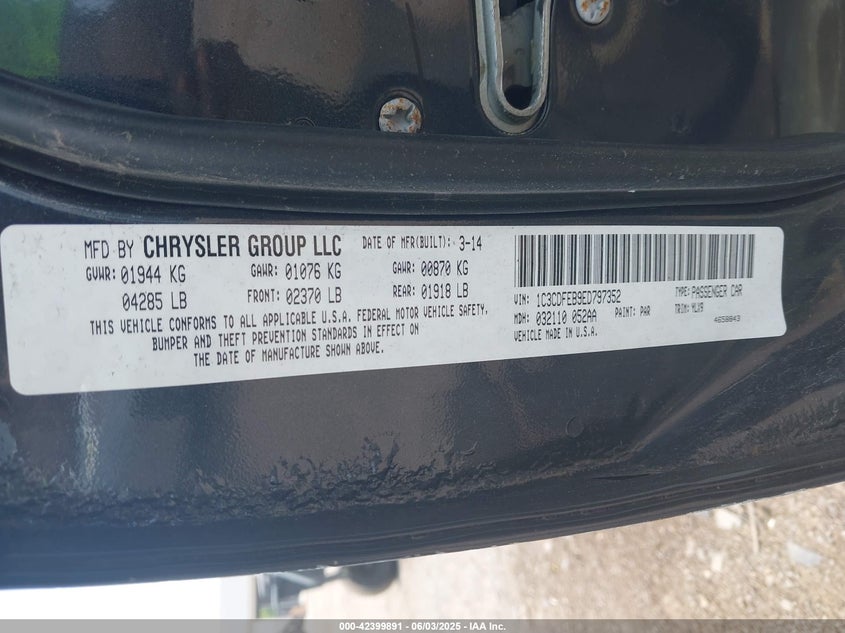 MFD BY CHRYSLER GROUP LLC DATE OF MFR(BUILT): 3-14
GVWR: 01944 KG GAWR: 01076 KG GAWR: 00870 KG
04285 LB FRONT: 02370 LB REAR: 01918 LB
THIS VEHICLE CONFORMS TO ALL APPLICABLE U.S.A. FEDERAL MOTOR VEHICLE SAFETY,
BUMPER AND THEFT PREVENTION STANDARDS IN EFFECT ON
THE DATE OF MANUFACTURE SHOWN ABOVE.
VIN: 1C3CDFEB9ED797352 TYPE: PASSENGER CAR
MDH: 032110 052AA PAINT: PAR TRIM: MLX9
VEHICLE MADE IN U.S.A. 4658843
000-42399891 - 06/03/2025 - IAA Inc.